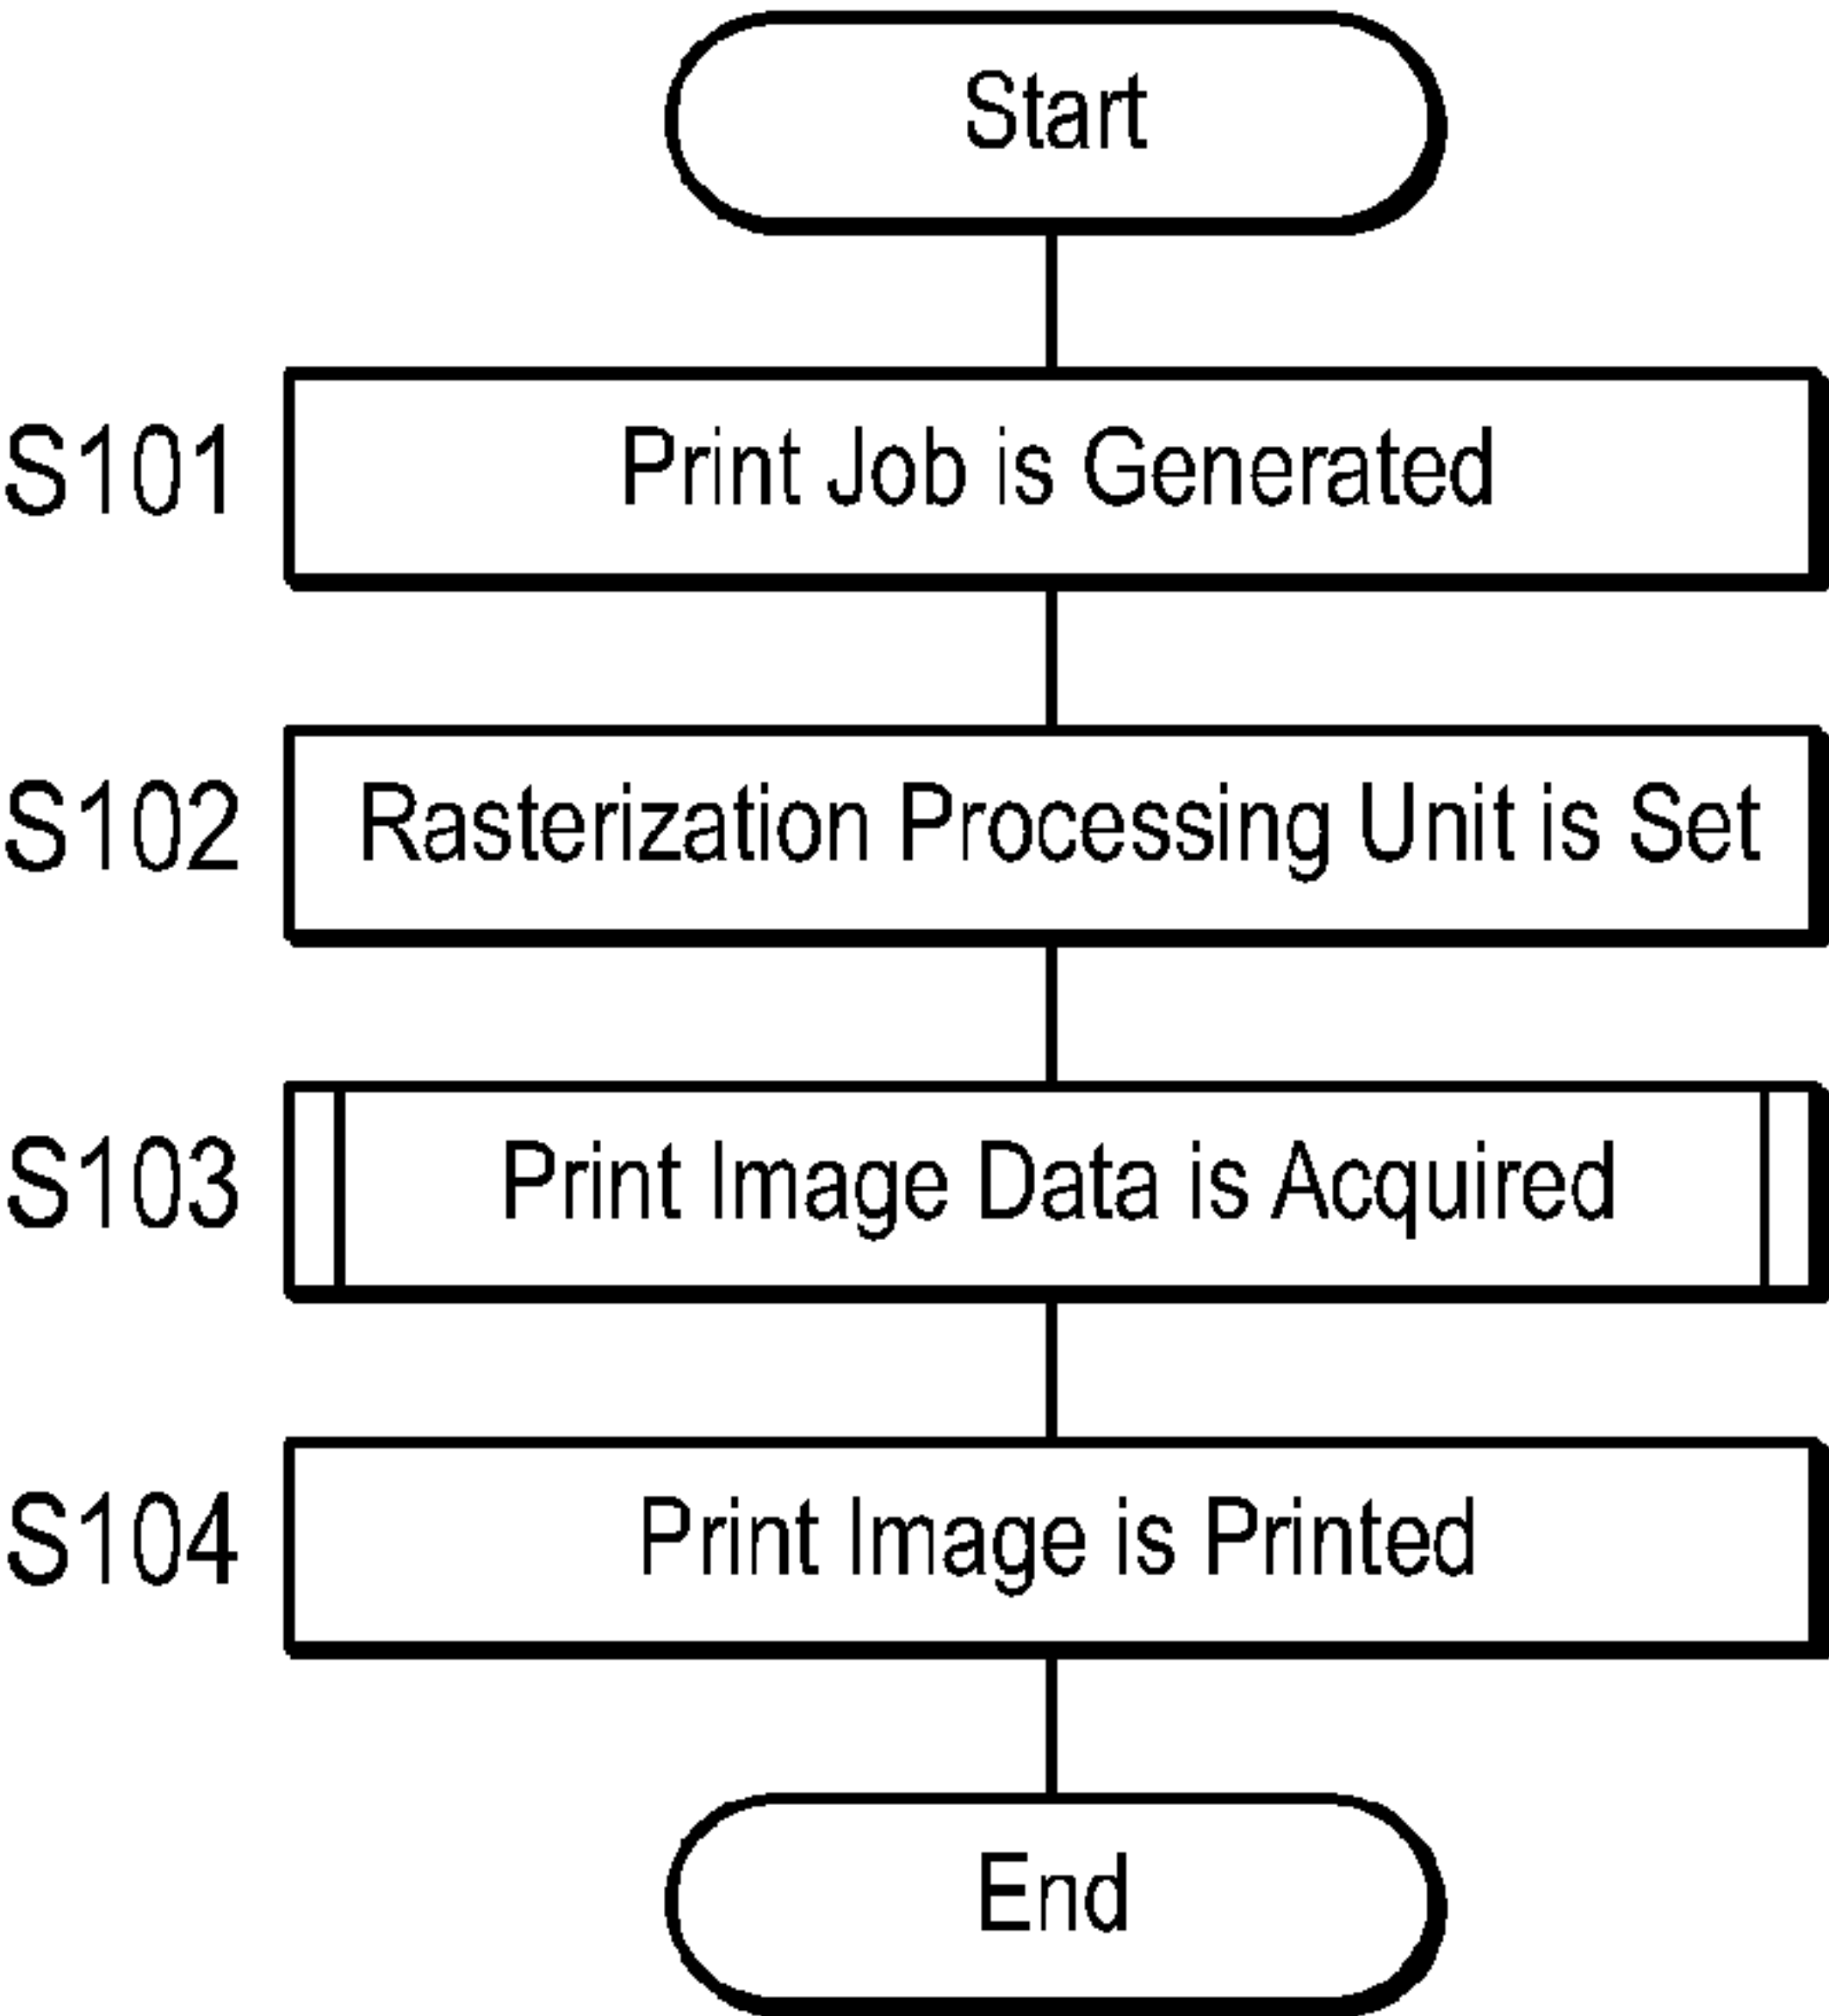 Start
S101 Print Job is Generated
S102 Rasterization Processing Unit is Set
S103 Print Image Data is Acquired
S104 Print Image is Printed
End